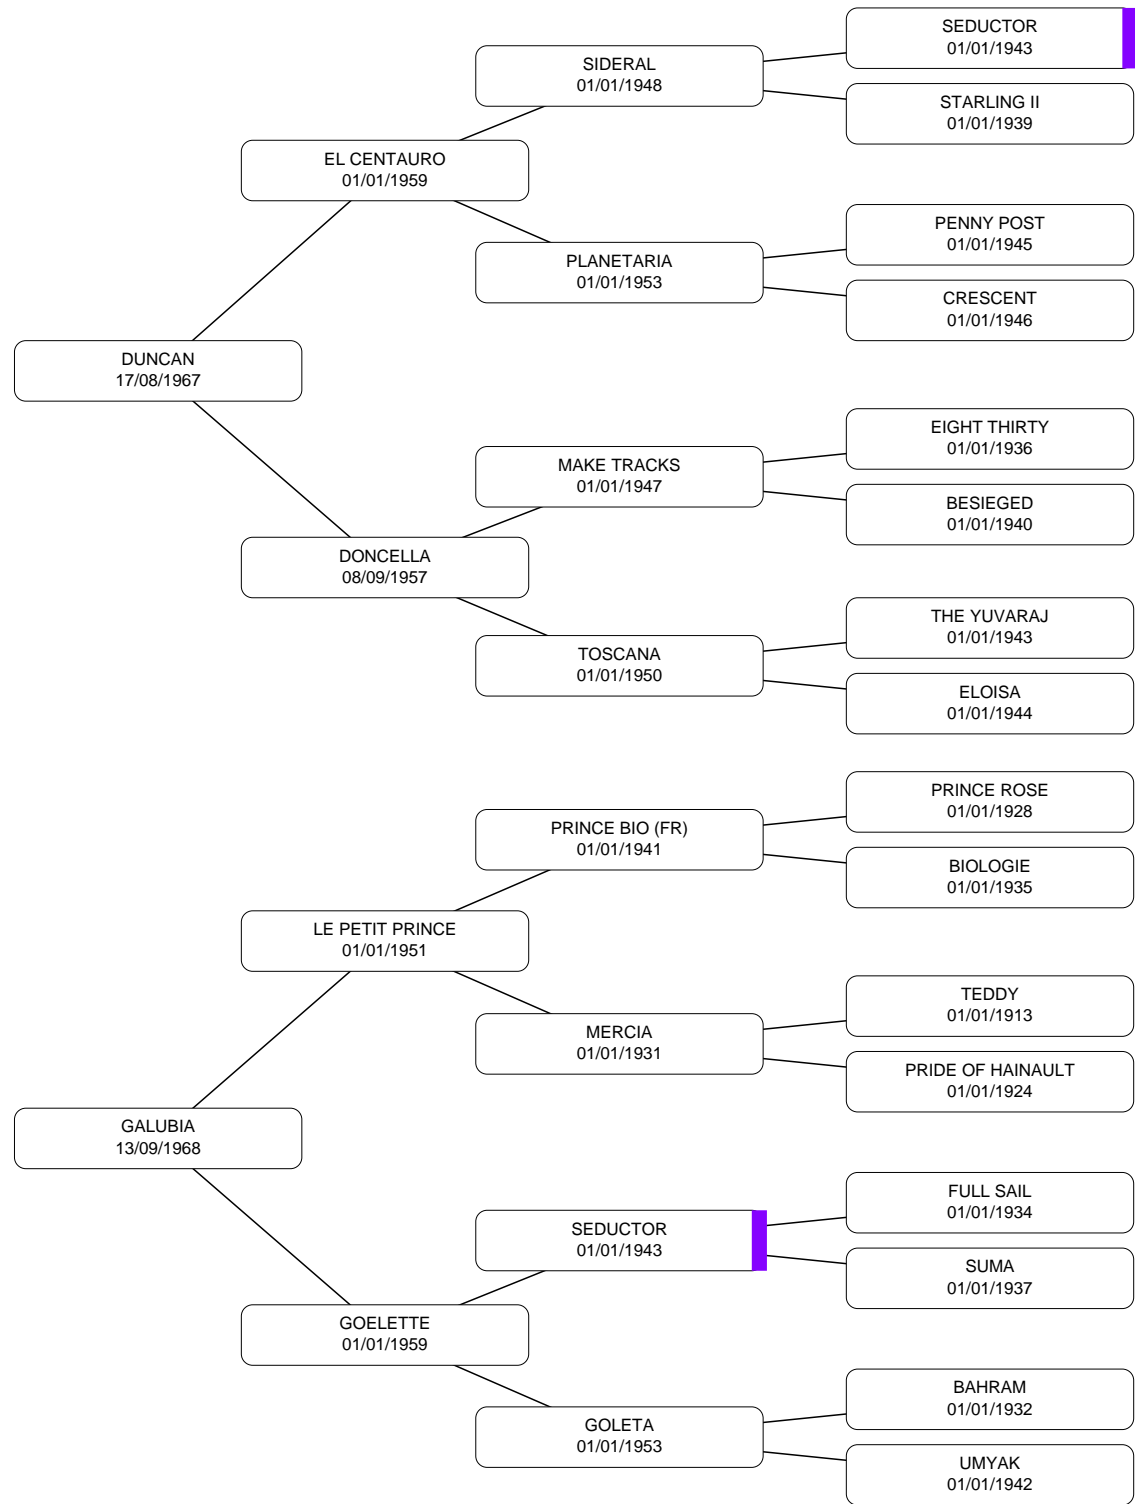 SEDUCTOR
01/01/1943
SIDERAL
01/01/1948
STARLING II
01/01/1939
EL CENTAURO
01/01/1959
PENNY POST
01/01/1945
PLANETARIA
01/01/1953
CRESCENT
01/01/1946
DUNCAN
17/08/1967
EIGHT THIRTY
01/01/1936
MAKE TRACKS
01/01/1947
BESIEGED
01/01/1940
DONCELLA
08/09/1957
THE YUVARAJ
01/01/1943
TOSCANA
01/01/1950
ELOISA
01/01/1944
PRINCE ROSE
01/01/1928
PRINCE BIO (FR)
01/01/1941
BIOLOGIE
01/01/1935
LE PETIT PRINCE
01/01/1951
TEDDY
01/01/1913
MERCIA
01/01/1931
PRIDE OF HAINAULT
01/01/1924
GALUBIA
13/09/1968
FULL SAIL
01/01/1934
SEDUCTOR
01/01/1943
SUMA
01/01/1937
GOELETTE
01/01/1959
BAHRAM
01/01/1932
GOLETA
01/01/1953
UMYAK
01/01/1942